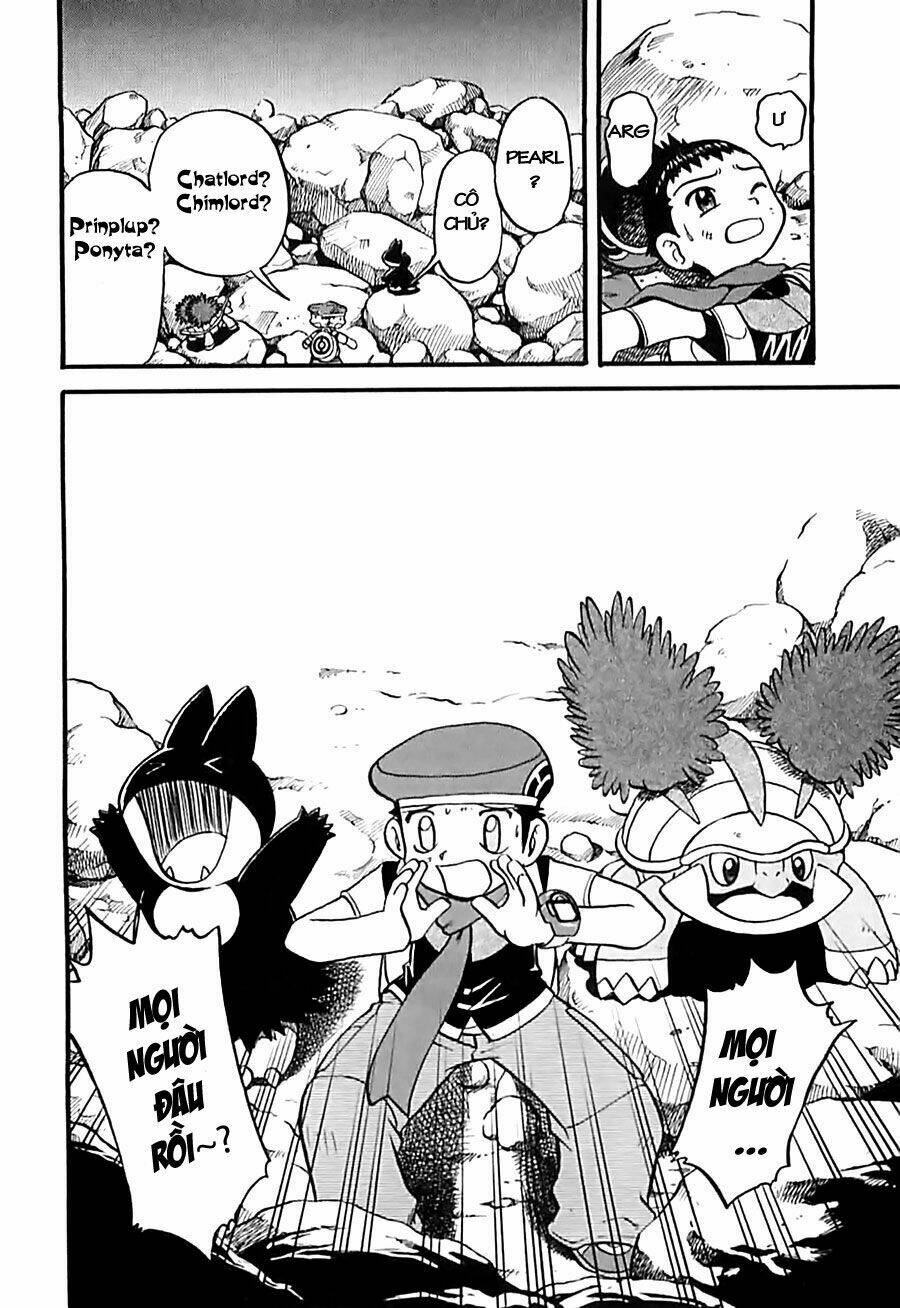 Ư
ARG
PEARL
?
CÔ
CHỦ?
Chatlord?
Chimlord?
Prinplup?
Ponyta?
MỌI
NGƯỜI
...
MỌI
NGƯỜI
ĐÂU
RỒI~?